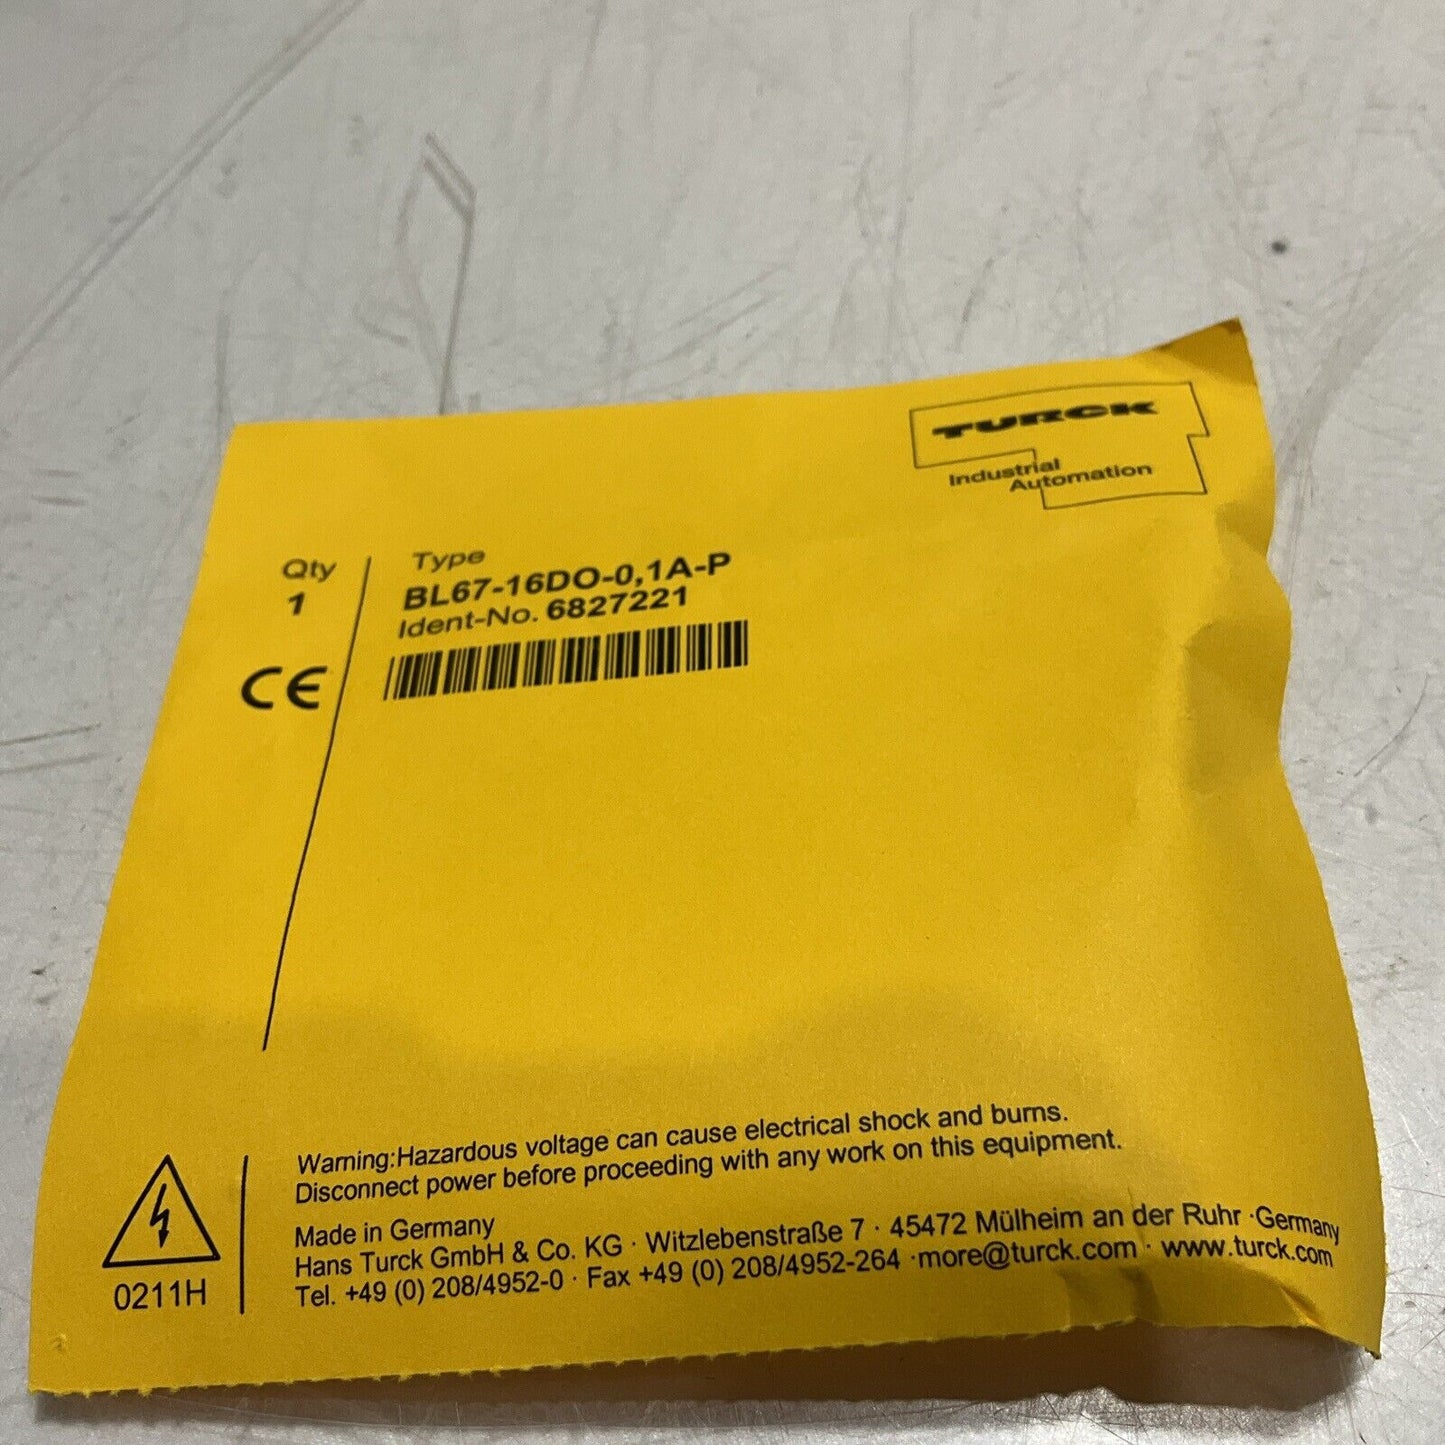 TURCK
Industrial
Automation
Qty
1
Type
BL67-16DO-0,1A-P
Ident-No. 6827221
CE
Warning:Hazardous voltage can cause electrical shock and burns.
Disconnect power before proceeding with any work on this equipment.
Made in Germany
Hans Turck GmbH & Co. KG · Witzlebenstraße 7 · 45472 Mülheim an der Ruhr ·Germany
Tel. +49 (0) 208/4952-0 · Fax +49 (0) 208/4952-264 ·more@turck.com · www.turck.com
0211H